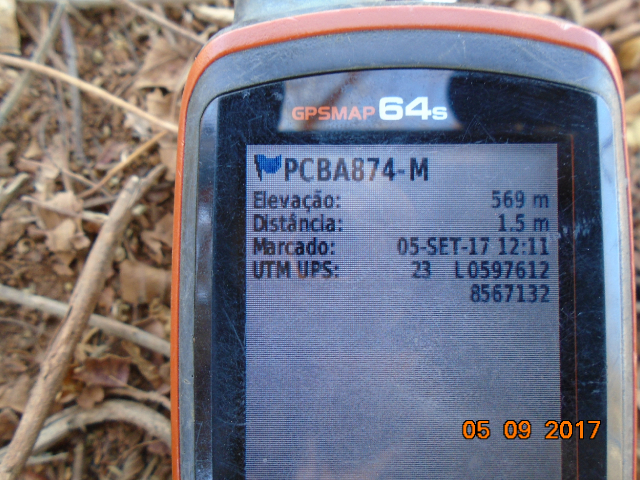 GPSMAP 64s
PCBA874-M
Elevação: 569 m
Distância: 1.5 m
Marcado: 05-SET-17 12:11
UTM UPS: 23 L0597612
8567132
05 09 2017